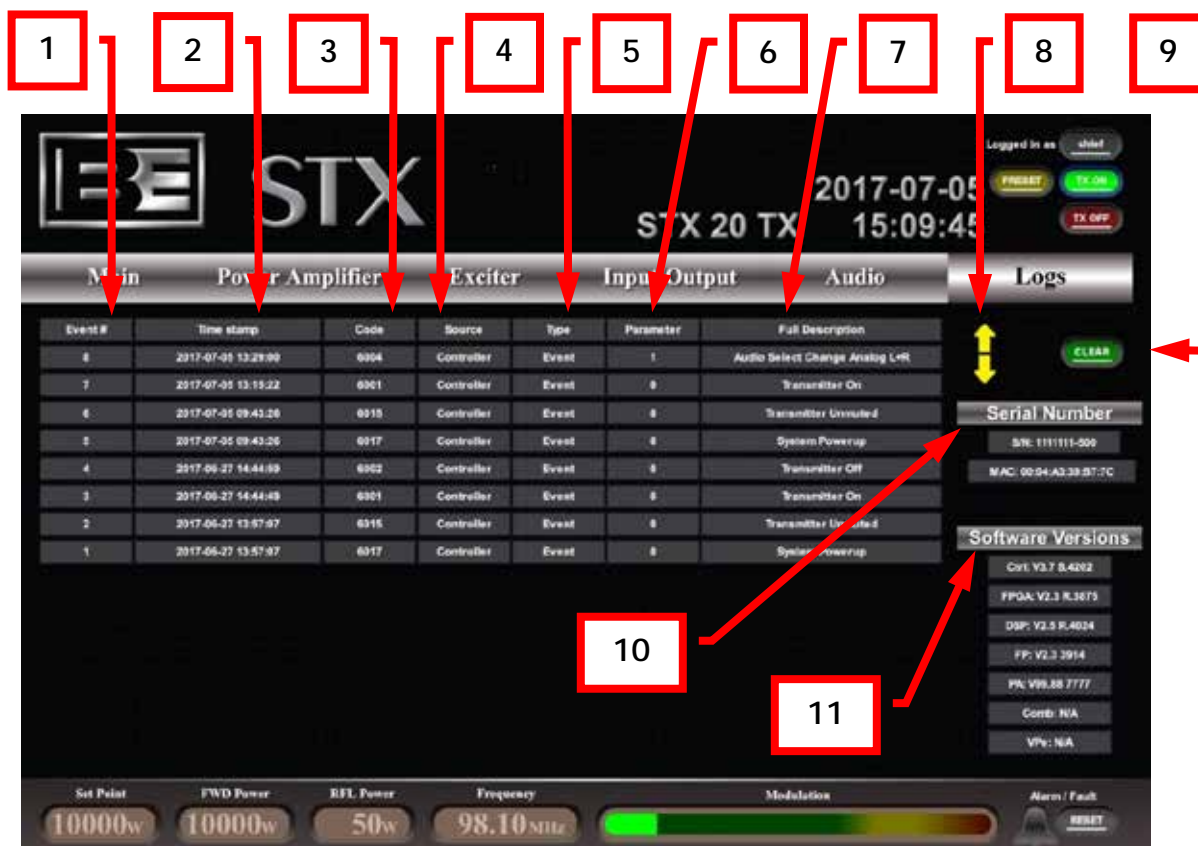 1 2 3 4 5 6 7 8 9
BE STX
Logged in as chief
2017-07-05 PRESET TX ON
STX 20 TX 15:09:45 TX OFF
Main Power Amplifier Exciter Input/Output Audio Logs
Event # Time stamp Code Source Type Parameter Full Description
8 2017-07-05 13:29:00 6004 Controller Event 1 Audio Select Change Analog L+R
CLEAR
7 2017-07-05 13:15:22 6001 Controller Event 0 Transmitter On
6 2017-07-05 09:43:26 6015 Controller Event 0 Transmitter Unmuted
Serial Number
5 2017-07-05 09:43:26 6017 Controller Event 0 System Powerup
S/N: 1111111-500
4 2017-06-27 14:44:59 6002 Controller Event 0 Transmitter Off
MAC:
3 2017-06-27 14:44:49 6001 Controller Event 0 Transmitter On
2 2017-06-27 13:57:07 6015 Controller Event 0 Transmitter Unmuted
1 2017-06-27 13:57:07 6017 Controller Event 0 System Powerup
Software Versions
Ctrl: V3.7 B.4202
FPGA: V2.3 R.3875
DSP: V2.5 R.4024
FP: V2.3 3914
PA: V99.88 7777
Comb: N/A
VPe: N/A
10
11
Set Point FWD Power RFL Power Frequency Modulation Alarm / Fault
10000w 10000w 50w 98.10 MHz RESET